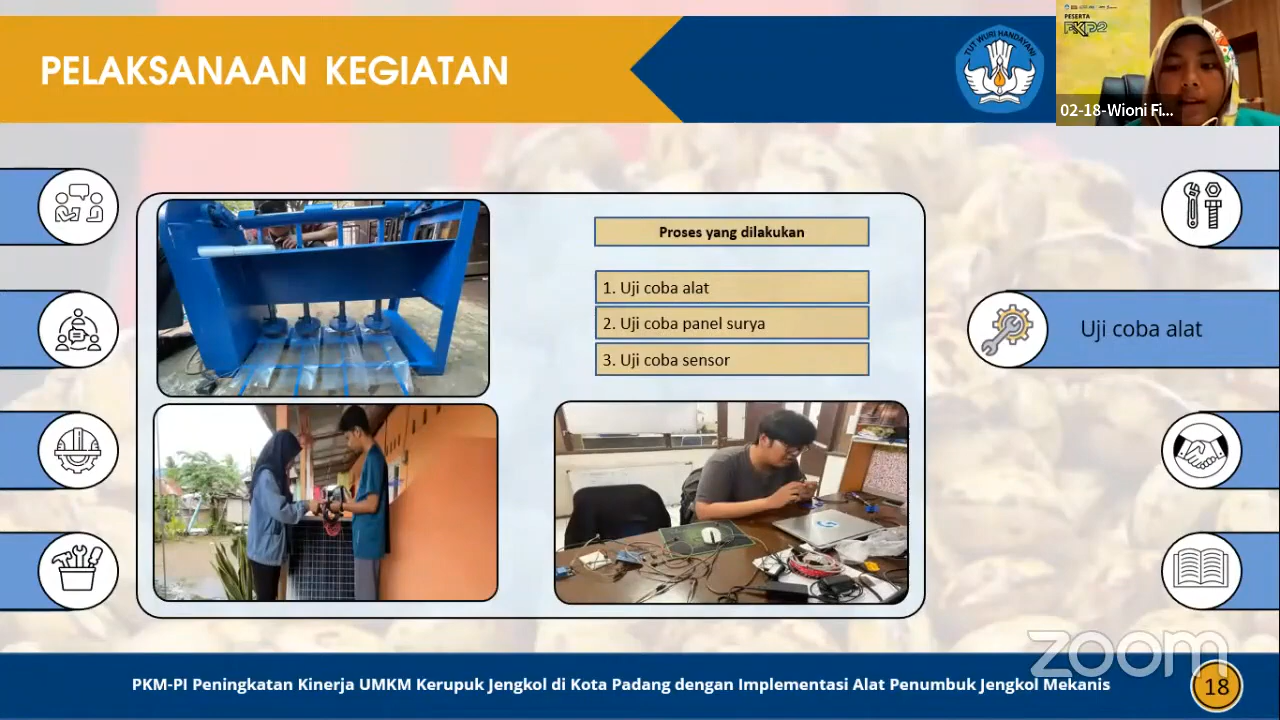 PELAKSANAAN KEGIATAN
TUT WURI HANDAYANI
PESERTA
PKP2
02-18-Wioni Fi...
Proses yang dilakukan
1. Uji coba alat
2. Uji coba panel surya
3. Uji coba sensor
Uji coba alat
zoom
PKM-PI Peningkatan Kinerja UMKM Kerupuk Jengkol di Kota Padang dengan Implementasi Alat Penumbuk Jengkol Mekanis
18